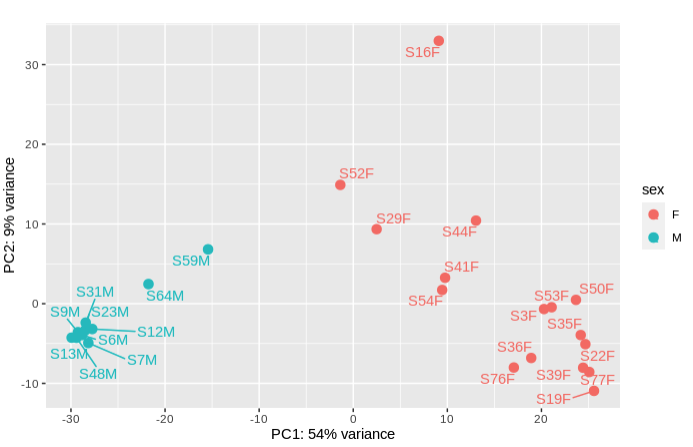 S16F
30
S52F
20
S29F
10
S44F
S59M
S41F
S31M
S64M
S50F
S53F
S54F
0
S9M
S23M
S3F
S35F
S12M
S6M
S36F
S13M
S7M
S22F
S48M
S76F
S39F
S77F
-10
S19F
-30
-20
-10
0
10
20
PC1: 54% variance
PC2: 9% variance
sex
F
M